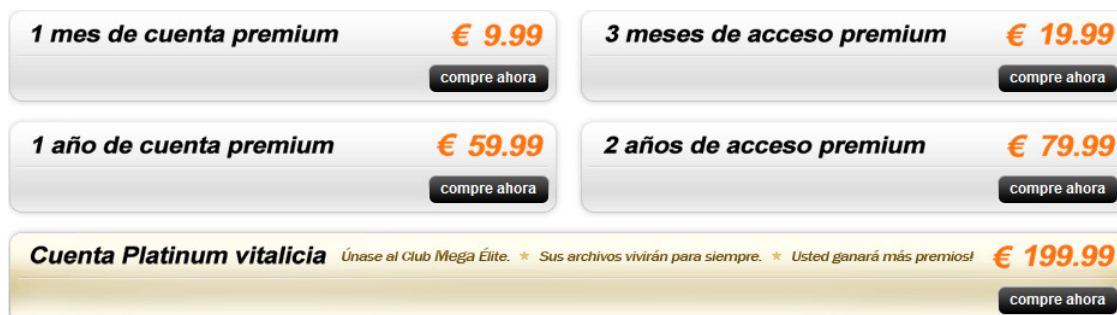 1 mes de cuenta premium € 9.99
compre ahora
3 meses de acceso premium € 19.99
compre ahora
1 año de cuenta premium € 59.99
compre ahora
2 años de acceso premium € 79.99
compre ahora
Cuenta Platinum vitalicia Únase al Club Mega Élite. ★ Sus archivos vivirán para siempre. ★ Usted ganará más premios! € 199.99
compre ahora